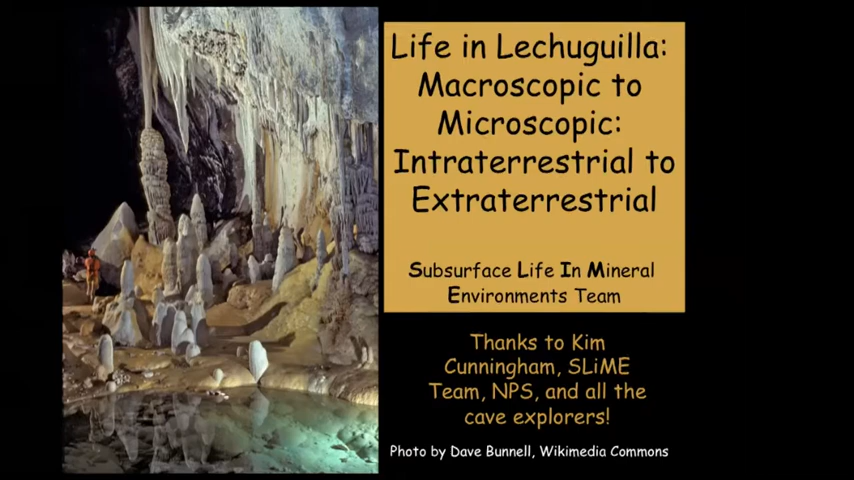 Life in Lechuguilla:
Macroscopic to
Microscopic:
Intraterrestrial to
Extraterrestrial
Subsurface Life In Mineral
Environments Team
Thanks to Kim
Cunningham, SLiME
Team, NPS, and all the
cave explorers!
Photo by Dave Bunnell, Wikimedia Commons